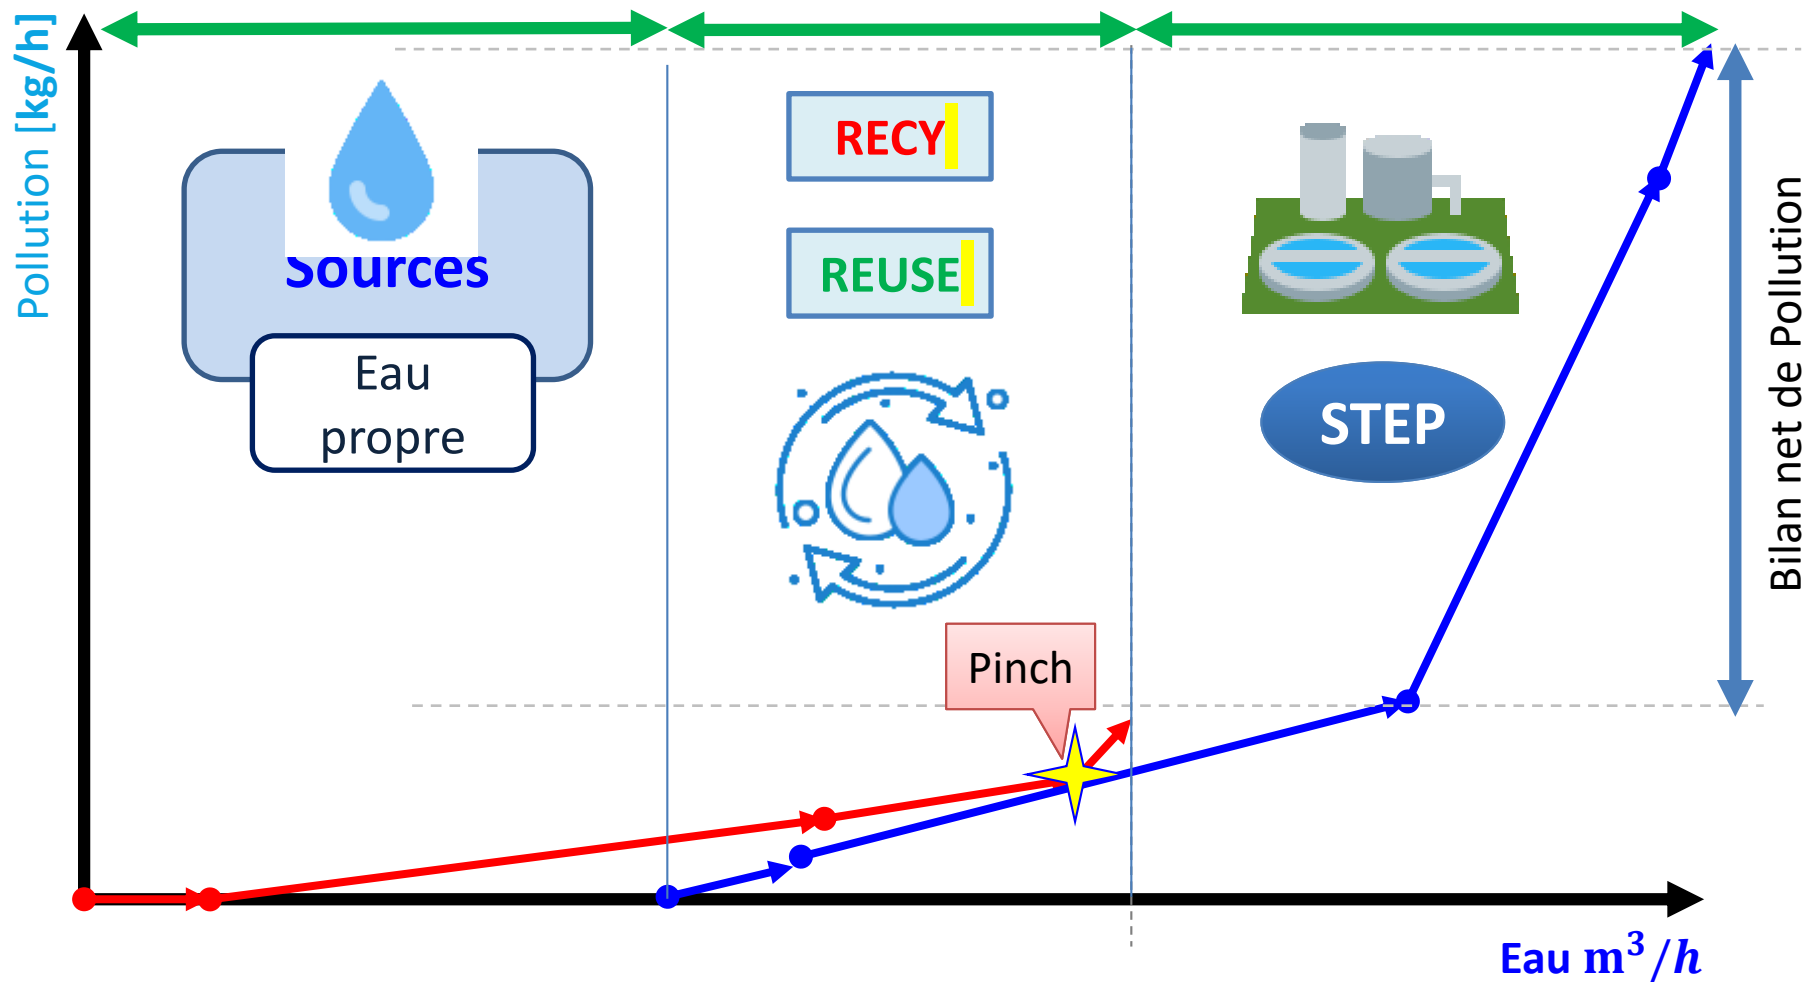 Pollution [kg/h]
Sources
Eau
propre
RECY
REUSE
STEP
Pinch
Bilan net de Pollution
Eau m³/h